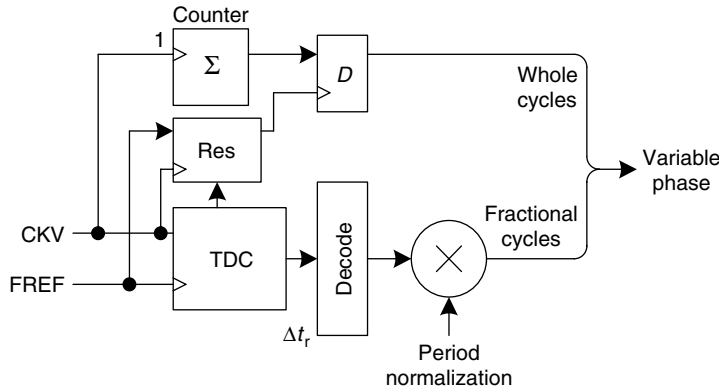 Counter
1
Σ
D
Whole
cycles
Res
Variable
phase
CKV
TDC
Decode
Fractional
cycles
FREF
Δtr
Period
normalization